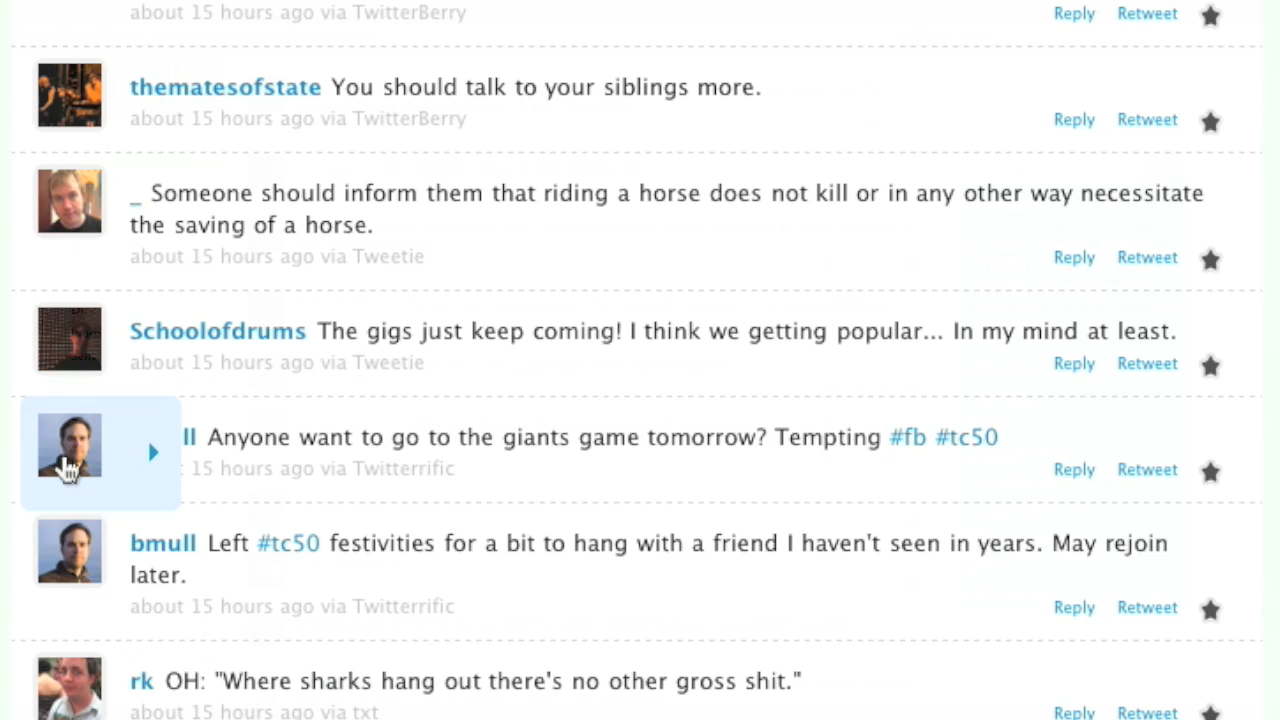 about 15 hours ago via TwitterBerry
Reply Retweet
thematesofstate You should talk to your siblings more.
about 15 hours ago via TwitterBerry
Reply Retweet
_ Someone should inform them that riding a horse does not kill or in any other way necessitate
the saving of a horse.
about 15 hours ago via Tweetie
Reply Retweet
Schoolofdrums The gigs just keep coming! I think we getting popular... In my mind at least.
about 15 hours ago via Tweetie
Reply Retweet
ll Anyone want to go to the giants game tomorrow? Tempting #fb #tc50
15 hours ago via Twitterrific
Reply Retweet
bmull Left #tc50 festivities for a bit to hang with a friend I haven't seen in years. May rejoin
later.
about 15 hours ago via Twitterrific
Reply Retweet
rk OH: "Where sharks hang out there's no other gross shit."
about 15 hours ago via txt
Reply Retweet